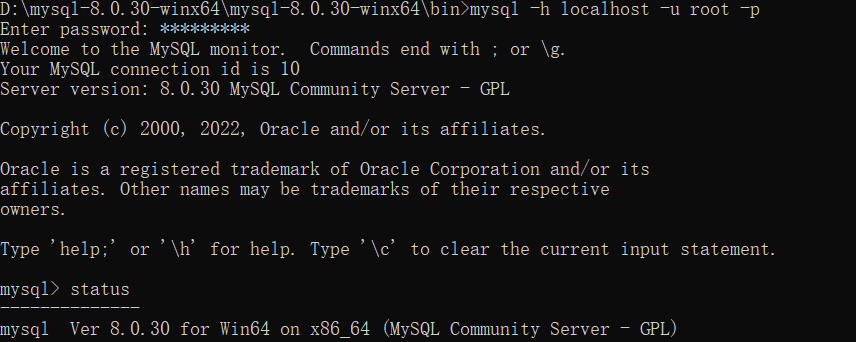 D:\mysql-8.0.30-winx64\mysql-8.0.30-winx64\bin>mysql -h localhost -u root -p
Enter password: *********
Welcome to the MySQL monitor.  Commands end with ; or \g.
Your MySQL connection id is 10
Server version: 8.0.30 MySQL Community Server - GPL
Copyright (c) 2000, 2022, Oracle and/or its affiliates.
Oracle is a registered trademark of Oracle Corporation and/or its
affiliates. Other names may be trademarks of their respective
owners.
Type 'help;' or '\h' for help. Type '\c' to clear the current input statement.
mysql> status
--------------
mysql  Ver 8.0.30 for Win64 on x86_64 (MySQL Community Server - GPL)